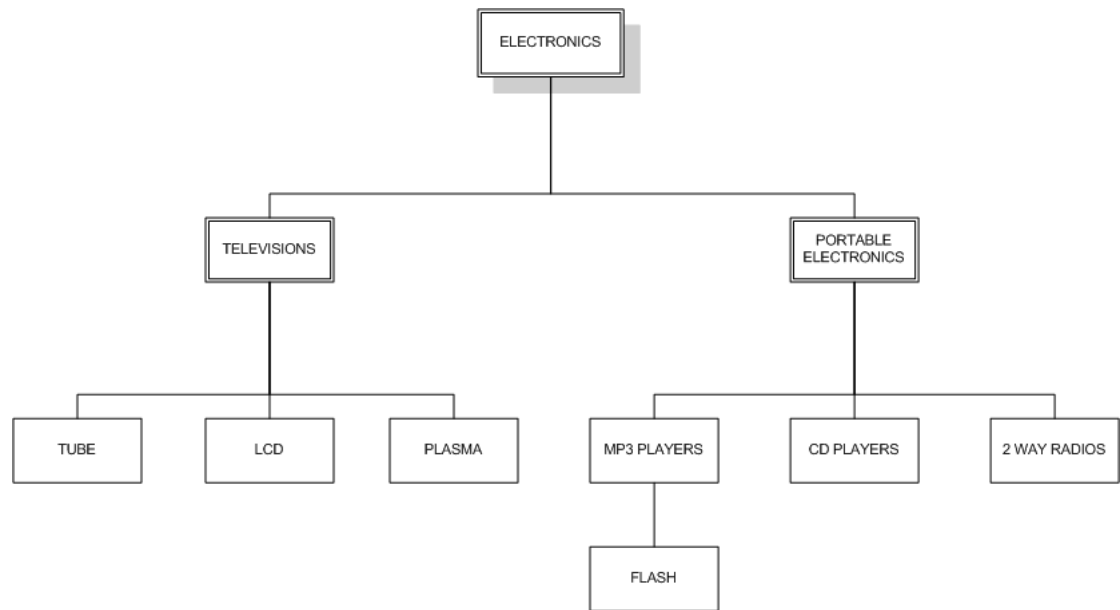 ELECTRONICS
TELEVISIONS
PORTABLE
ELECTRONICS
TUBE
LCD
PLASMA
MP3 PLAYERS
CD PLAYERS
2 WAY RADIOS
FLASH